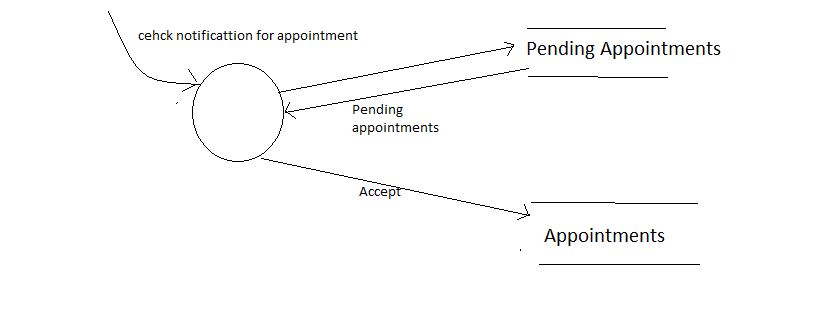 cehck notificattion for appointment
Pending Appointments
Pending
appointments
Accept
Appointments